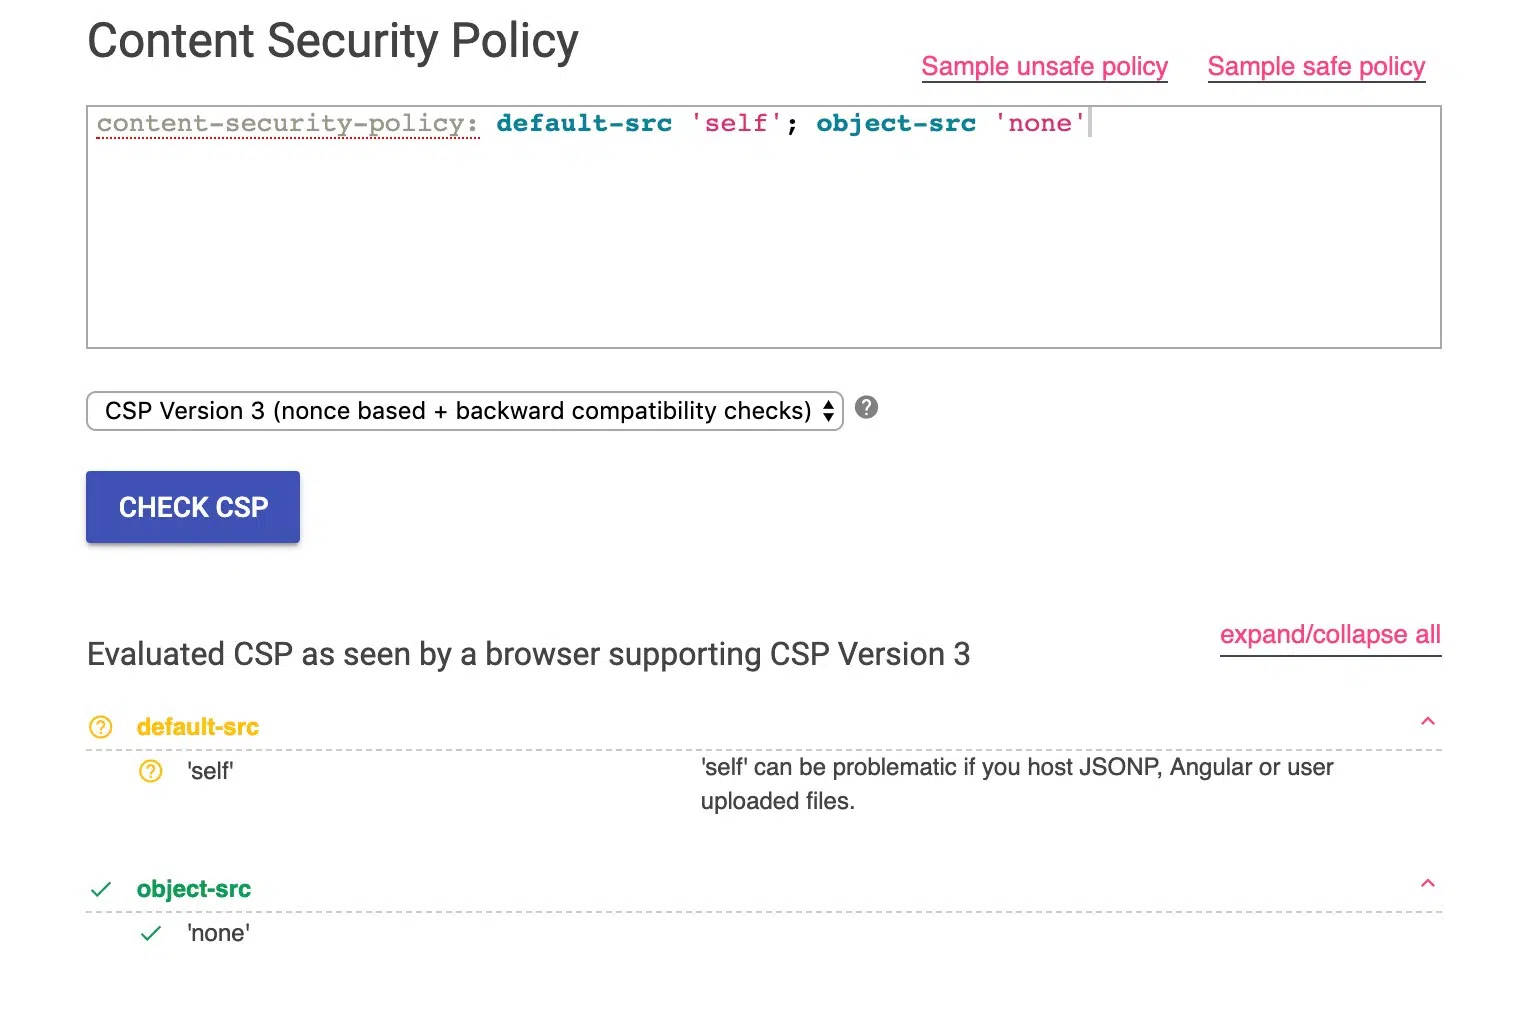 Content Security Policy
Sample unsafe policy Sample safe policy
content-security-policy: default-src 'self'; object-src 'none'
CSP Version 3 (nonce based + backward compatibility checks) ?
CHECK CSP
Evaluated CSP as seen by a browser supporting CSP Version 3
expand/collapse all
? default-src
? 'self'
'self' can be problematic if you host JSONP, Angular or user
uploaded files.
object-src
'none'